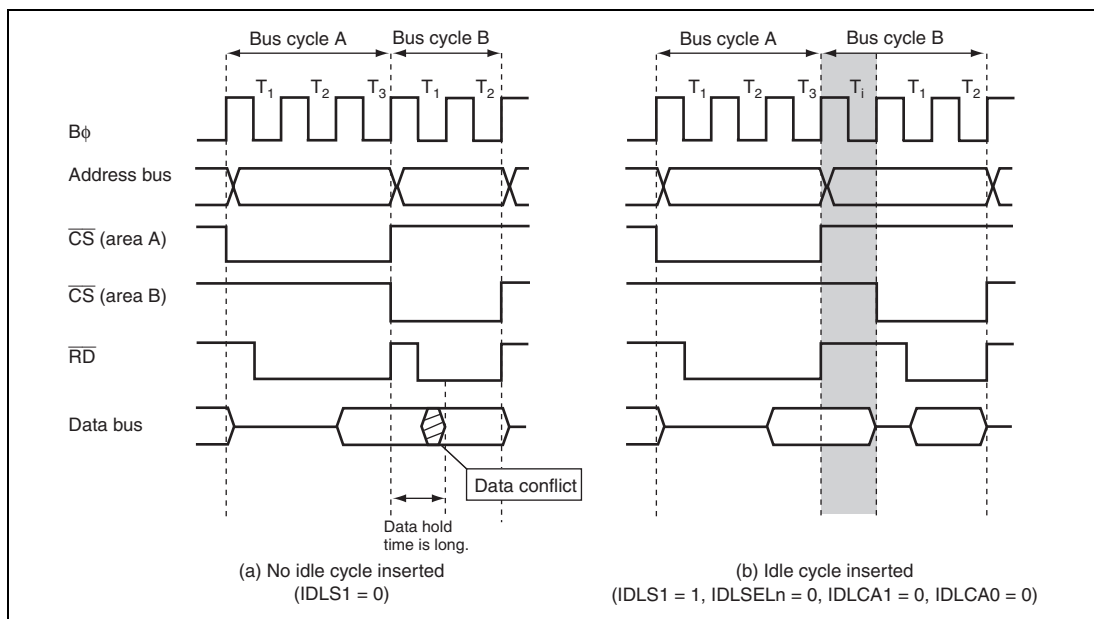 Bus cycle A
Bus cycle B
T1
T2
T3
T1
T2
Bϕ
Address bus
CS (area A)
CS (area B)
RD
Data bus
Data conflict
Data hold
time is long.
(a) No idle cycle inserted
(IDLS1 = 0)
Bus cycle A
Bus cycle B
T1
T2
T3
Ti
T1
T2
(b) Idle cycle inserted
(IDLS1 = 1, IDLSELn = 0, IDLCA1 = 0, IDLCA0 = 0)